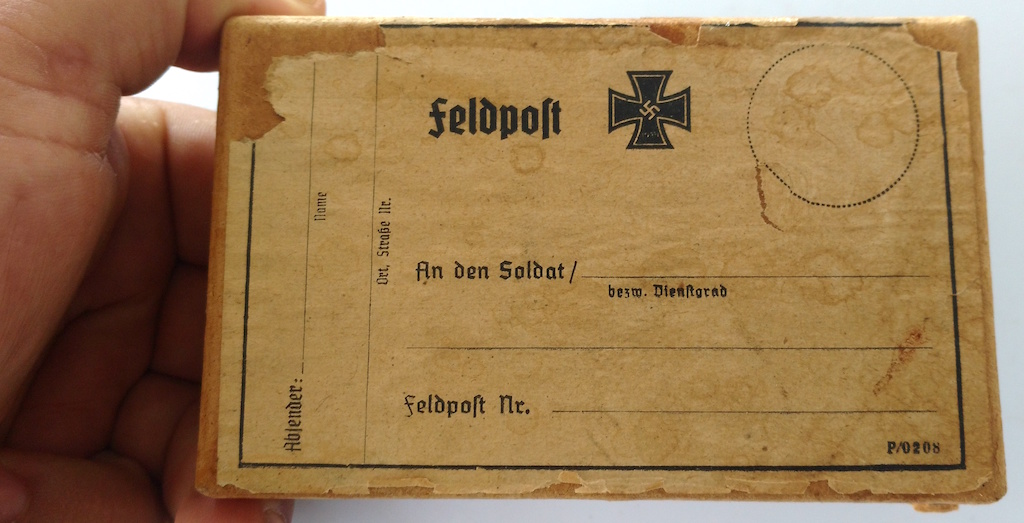 Feldpost
An den Soldat/
bezw. Dienstgrad
Feldpost Nr.
P/0208
Absender:
Name
Ort, Straße Nr.